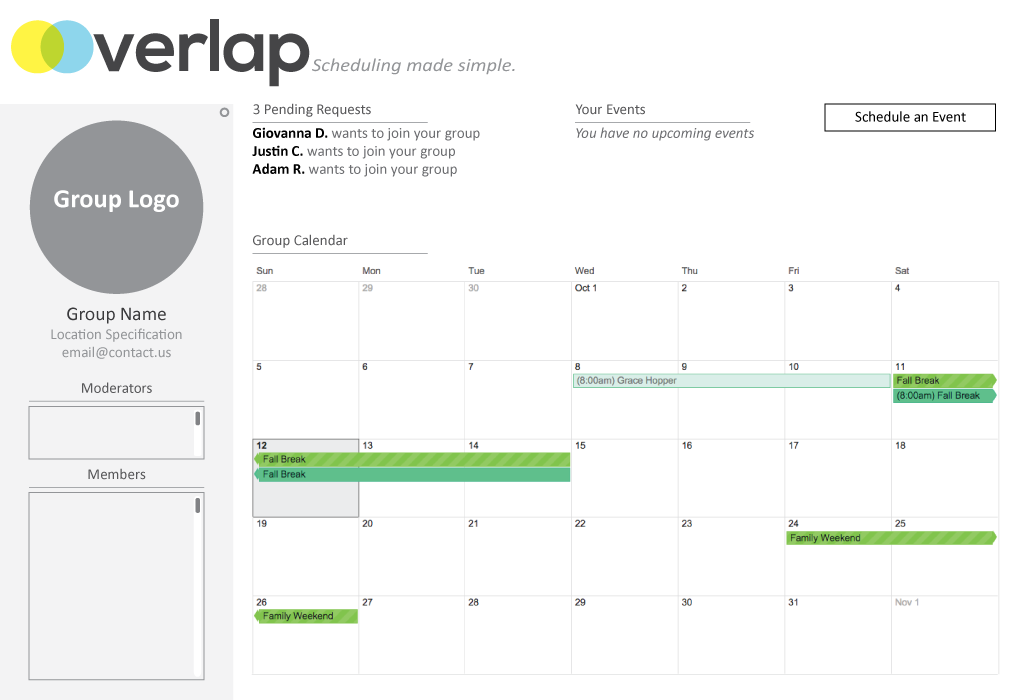 verlap Scheduling made simple.
Group Logo
Group Name
Location Specification
email@contact.us
Moderators
Members
3 Pending Requests
Giovanna D. wants to join your group
Justin C. wants to join your group
Adam R. wants to join your group
Your Events
You have no upcoming events
Schedule an Event
Group Calendar
Sun Mon Tue Wed Thu Fri Sat
28 29 30 Oct 1 2 3 4
5 6 7 8 9 10 11
(8:00am) Grace Hopper Fall Break
(8:00am) Fall Break
12 13 14 15 16 17 18
Fall Break
Fall Break
19 20 21 22 23 24 25
Family Weekend
26 27 28 29 30 31 Nov 1
Family Weekend